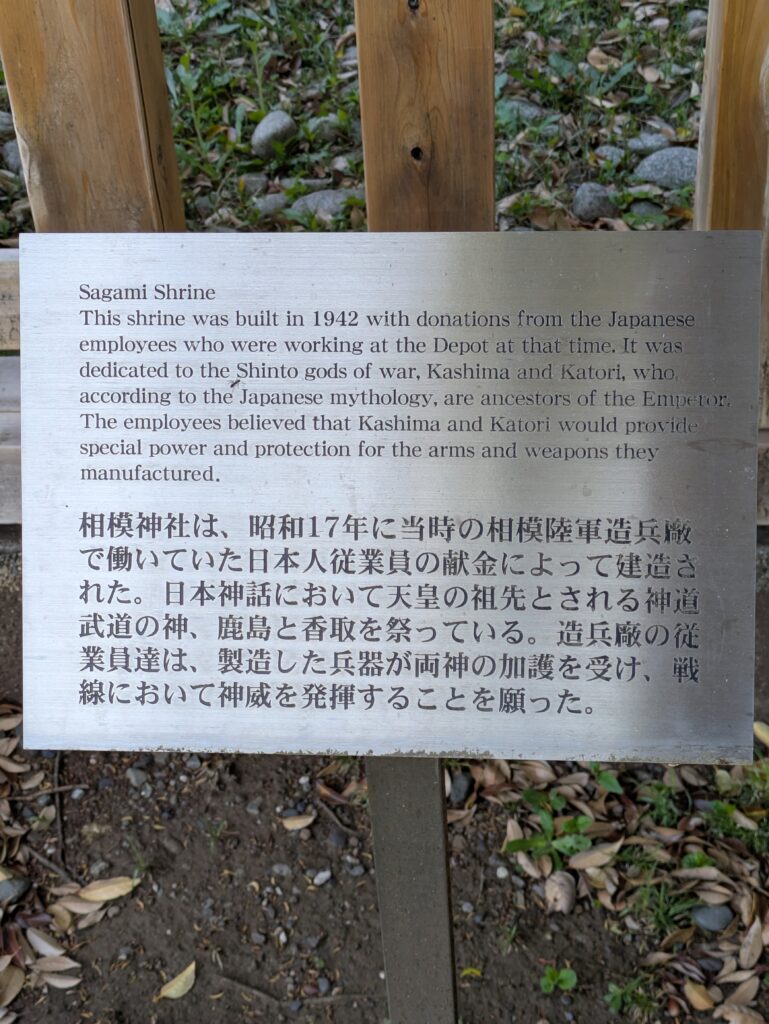 Sagami Shrine
This shrine was built in 1942 with donations from the Japanese
employees who were working at the Depot at that time. It was
dedicated to the Shinto gods of war, Kashima and Katori, who,
according to the Japanese mythology, are ancestors of the Emperor.
The employees believed that Kashima and Katori would provide
special power and protection for the arms and weapons they
manufactured.
相模神社は、昭和17年に当時の相模陸軍造兵廠
で働いていた日本人従業員の献金によって建造さ
れた。日本神話において天皇の祖先とされる神道
武道の神、鹿島と香取を祭っている。造兵廠の従
業員達は、製造した兵器が両神の加護を受け、戦
線において神威を発揮することを願った。